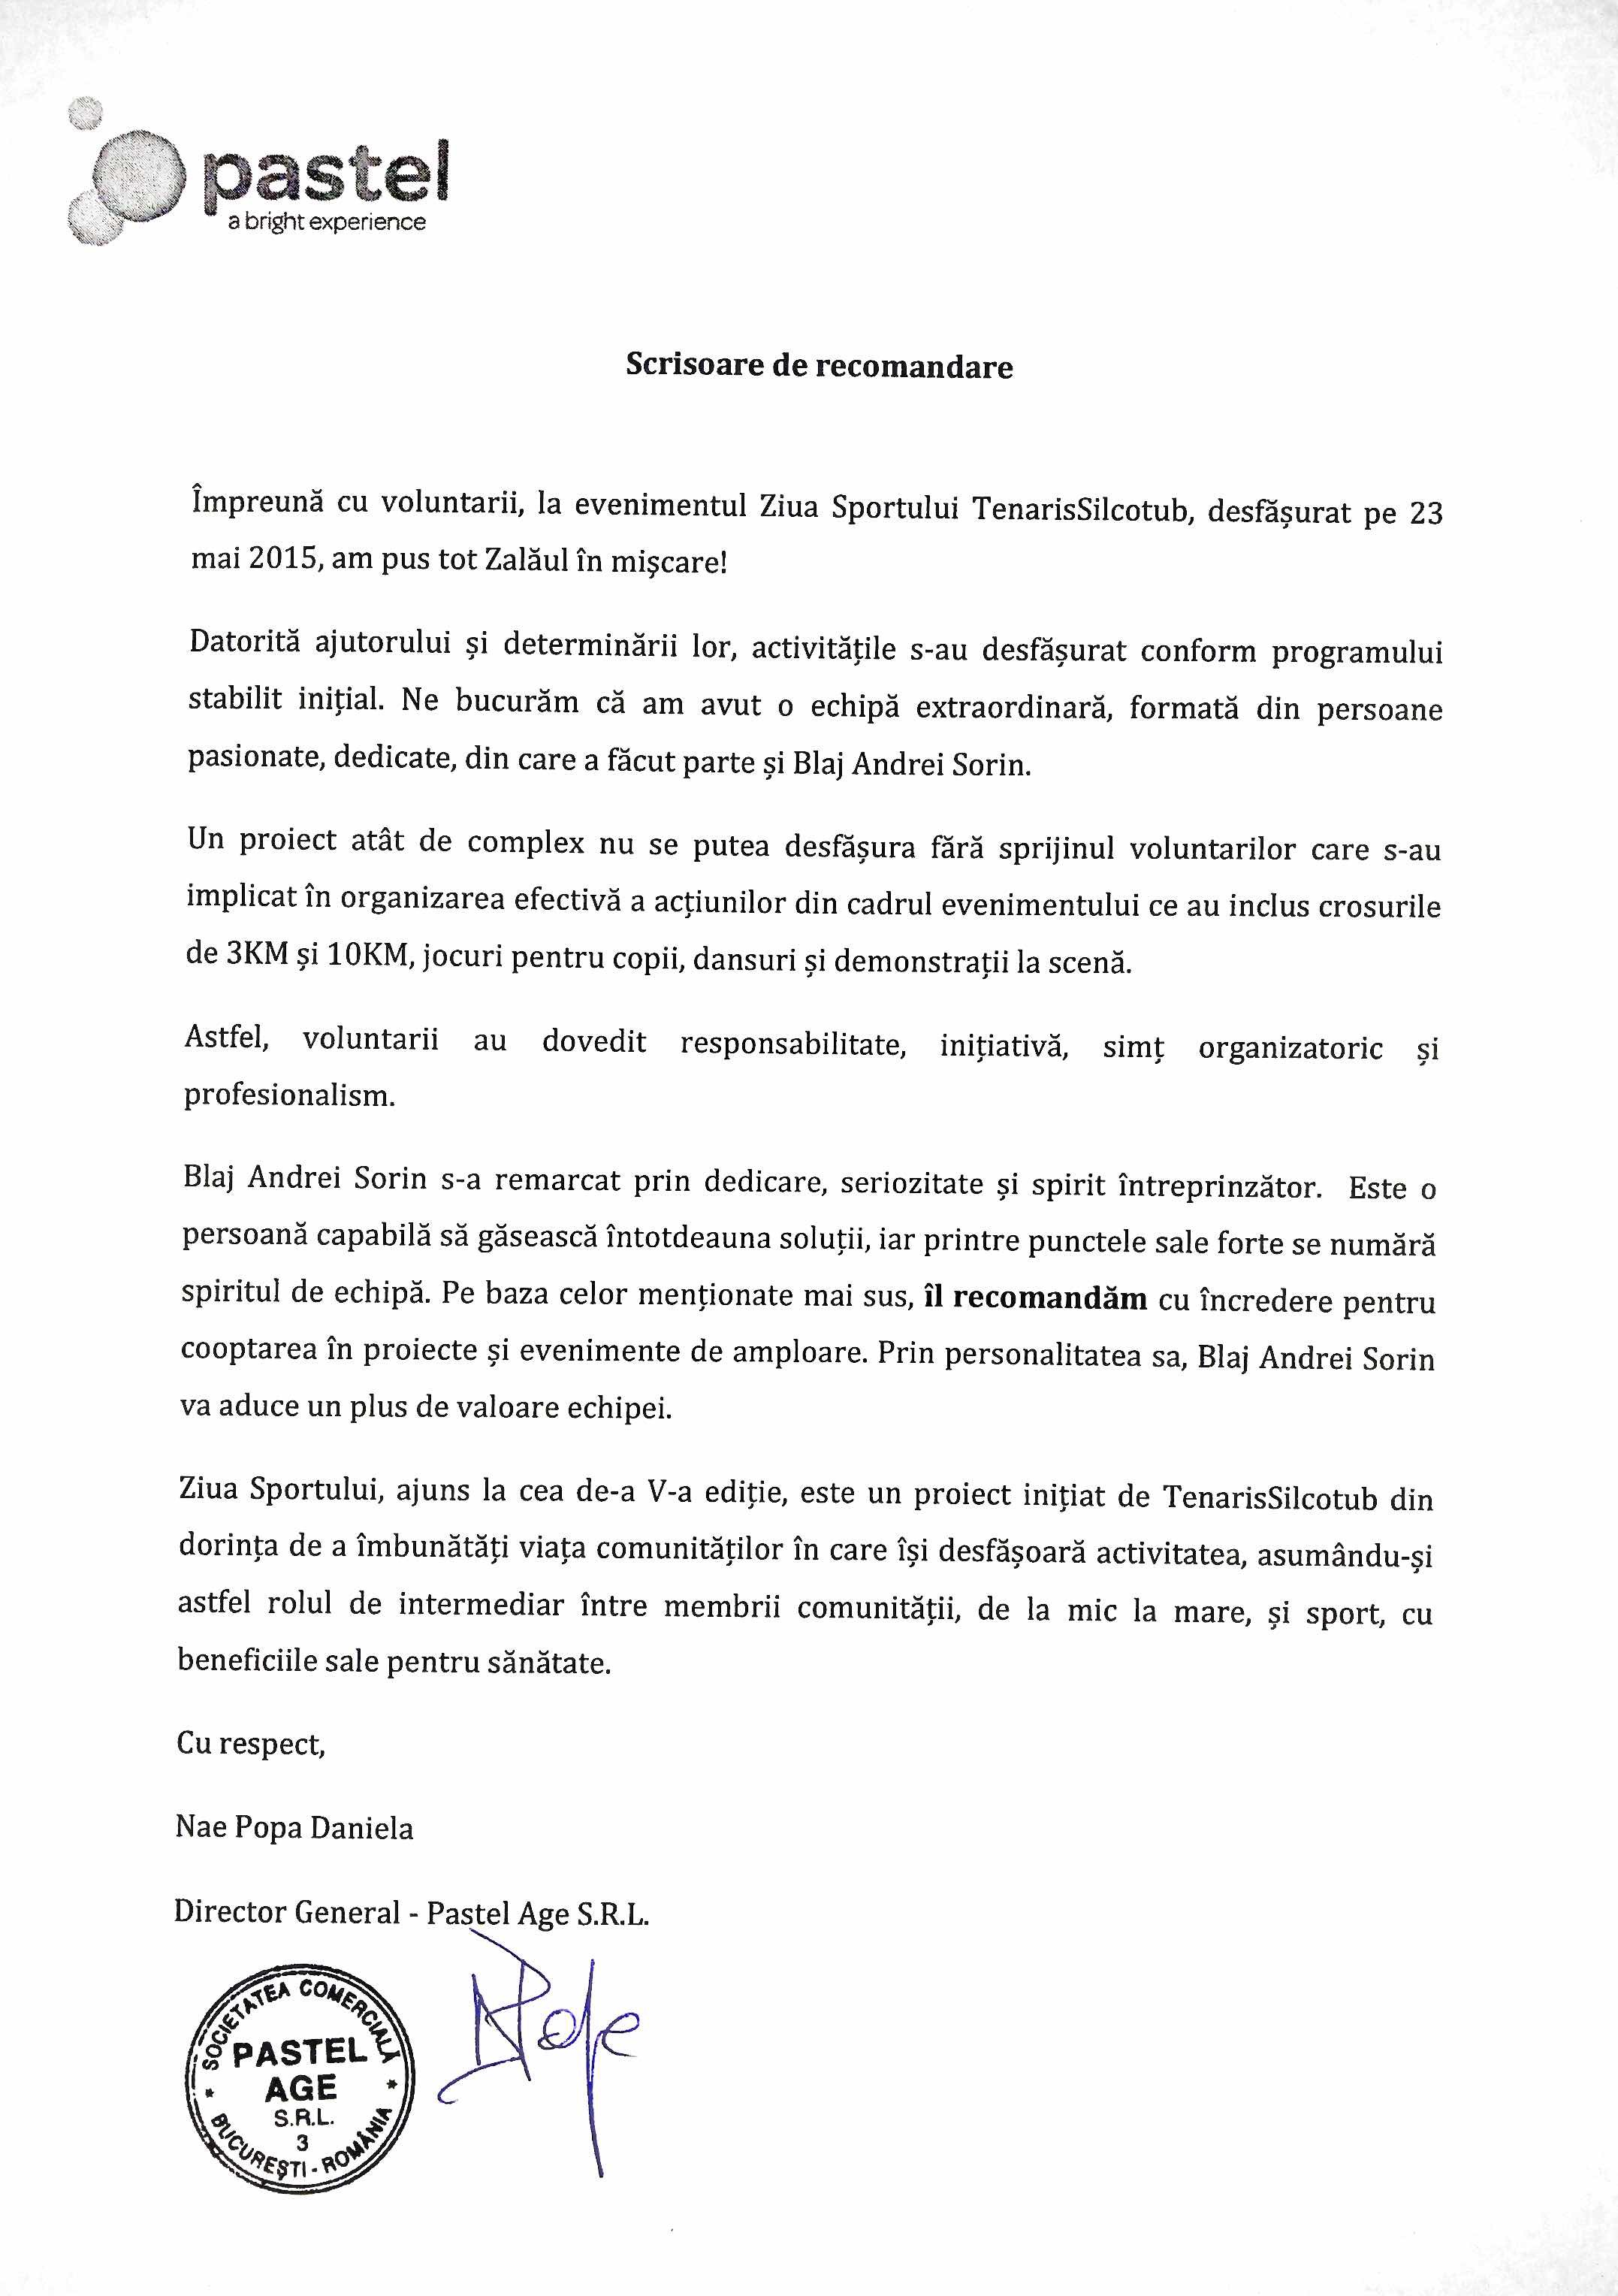 pastel
a bright experience
Scrisoare de recomandare
Împreună cu voluntarii, la evenimentul Ziua Sportului TenarisSilcotub, desfășurat pe 23
mai 2015, am pus tot Zalăul în mișcare!
Datorită ajutorului și determinării lor, activitățile s-au desfășurat conform programului
stabilit inițial. Ne bucurăm că am avut o echipă extraordinară, formată din persoane
pasionate, dedicate, din care a făcut parte și Blaj Andrei Sorin.
Un proiect atât de complex nu se putea desfășura fără sprijinul voluntarilor care s-au
implicat în organizarea efectivă a acțiunilor din cadrul evenimentului ce au inclus crosurile
de 3KM și 10KM, jocuri pentru copii, dansuri și demonstrații la scenă.
Astfel, voluntarii au dovedit responsabilitate, inițiativă, simț organizatoric și
profesionalism.
Blaj Andrei Sorin s-a remarcat prin dedicare, seriozitate și spirit întreprinzător. Este o
persoană capabilă să găsească întotdeauna soluții, iar printre punctele sale forte se numără
spiritul de echipă. Pe baza celor menționate mai sus, îl recomandăm cu încredere pentru
cooptarea în proiecte și evenimente de amploare. Prin personalitatea sa, Blaj Andrei Sorin
va aduce un plus de valoare echipei.
Ziua Sportului, ajuns la cea de-a V-a ediție, este un proiect inițiat de TenarisSilcotub din
dorința de a îmbunătăți viața comunităților în care își desfășoară activitatea, asumându-și
astfel rolul de intermediar între membrii comunității, de la mic la mare, și sport, cu
beneficiile sale pentru sănătate.
Cu respect,
Nae Popa Daniela
Director General - Pastel Age S.R.L.
SOCIETATEA COMERCIALĂ
PASTEL
AGE
S.R.L.
3
BUCUREȘTI - ROMÂNIA